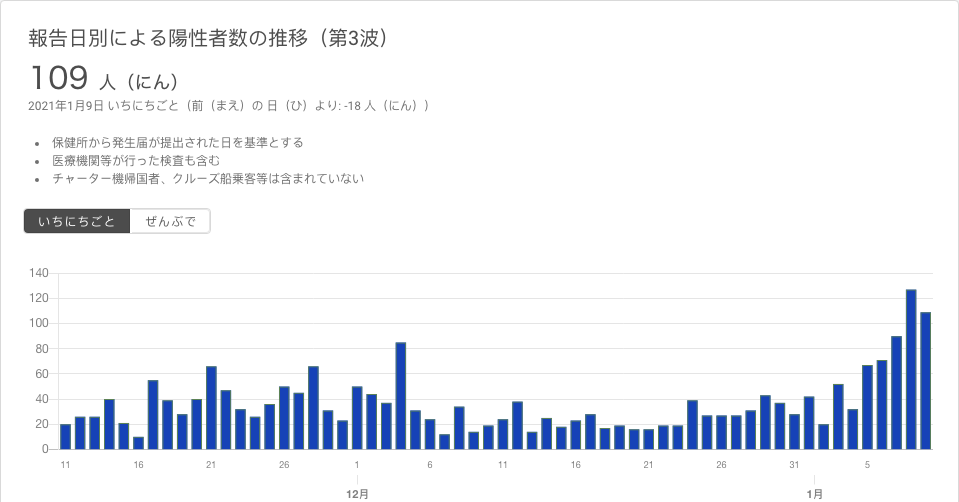 報告日別による陽性者数の推移（第3波）
109 人（にん）
2021年1月9日 いちにちごと（前（まえ）の 日（ひ）より: -18 人（にん））
保健所から発生届が提出された日を基準とする
医療機関等が行った検査も含む
チャーター機帰国者、クルーズ船乗客等は含まれていない
いちにちごと ぜんぶで
140
120
100
80
60
40
20
0
11 16 21 26 1 6 11 16 21 26 31 5
12月 1月